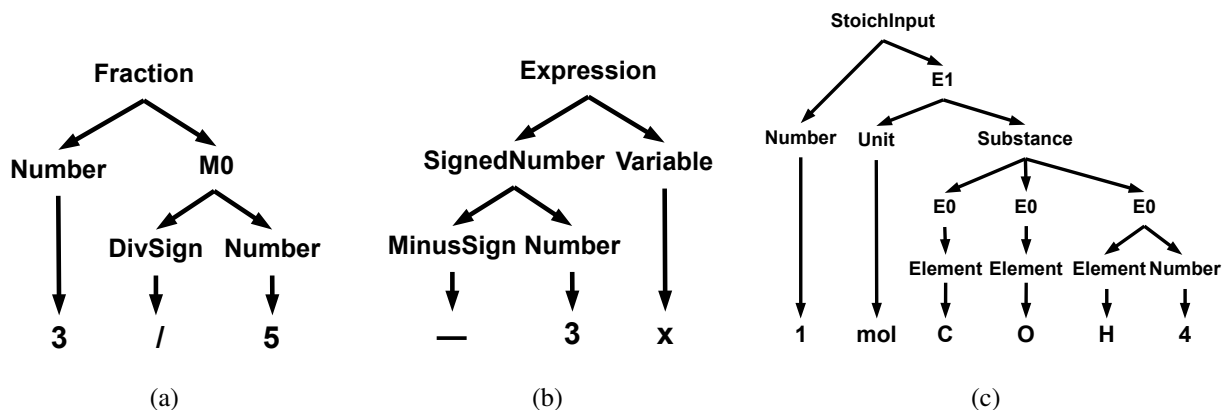 Fraction
Number M0
DivSign Number
3 / 5
(a)
Expression
SignedNumber Variable
MinusSign Number
— 3 x
(b)
StoichInput
E1
Number Unit Substance
E0 E0 E0
Element Element Element Number
1 mol C O H 4
(c)